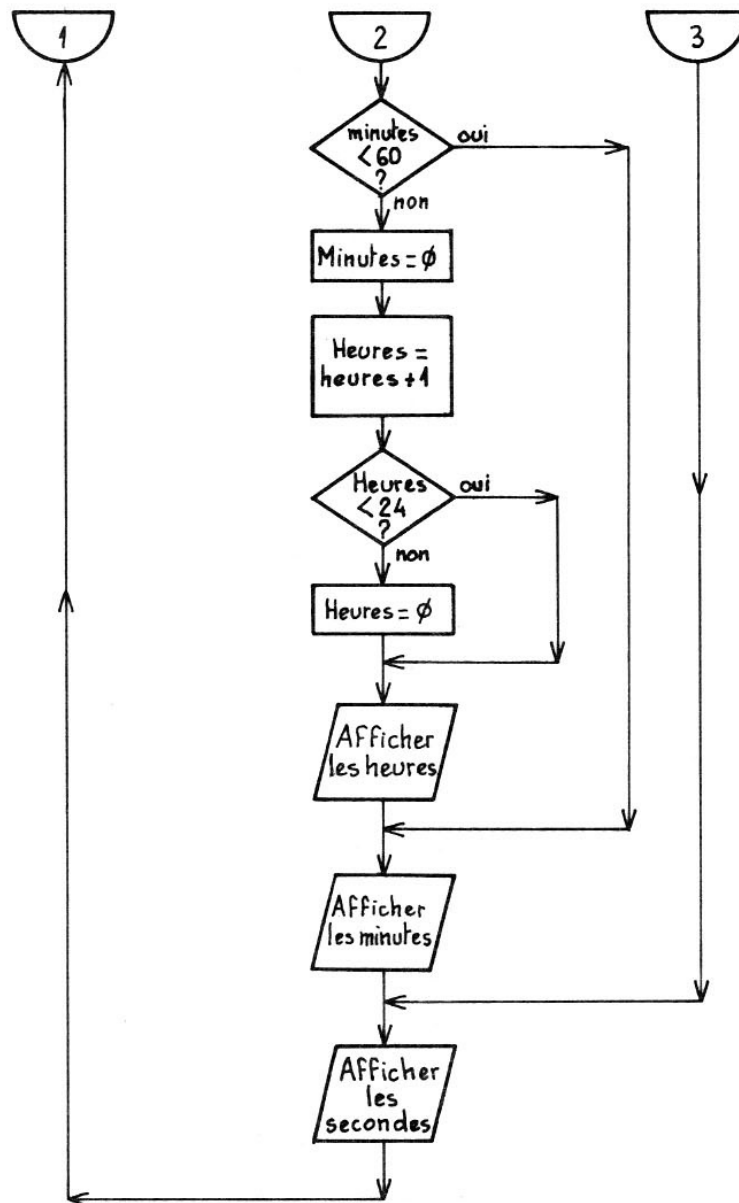 1
2
3
minutes
<60
?
oui
non
Minutes = ∅
Heures =
heures + 1
Heures
<24
?
oui
non
Heures = ∅
Afficher
les heures
Afficher
les minutes
Afficher
les
secondes